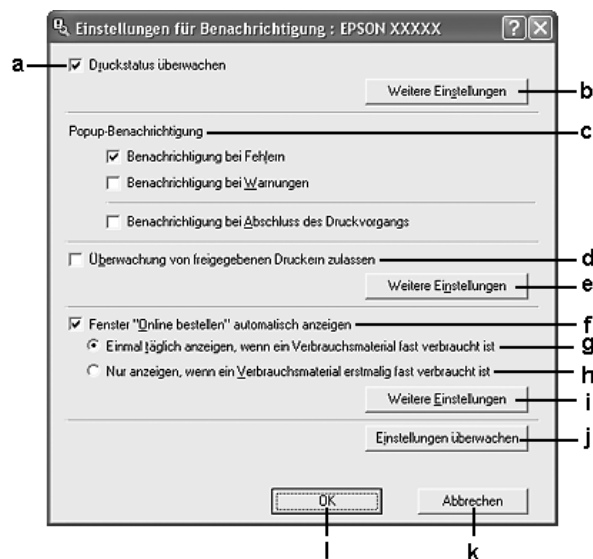 Einstellungen für Benachrichtigung : EPSON XXXXX
a
Druckstatus überwachen
Weitere Einstellungen
b
Popup-Benachrichtigung
c
Benachrichtigung bei Fehlern
Benachrichtigung bei Warnungen
Benachrichtigung bei Abschluss des Druckvorgangs
Überwachung von freigegebenen Druckern zulassen
d
Weitere Einstellungen
e
Fenster "Online bestellen" automatisch anzeigen
f
Einmal täglich anzeigen, wenn ein Verbrauchsmaterial fast verbraucht ist
g
Nur anzeigen, wenn ein Verbrauchsmaterial erstmalig fast verbraucht ist
h
Weitere Einstellungen
i
Einstellungen überwachen
j
OK
Abbrechen
l
k